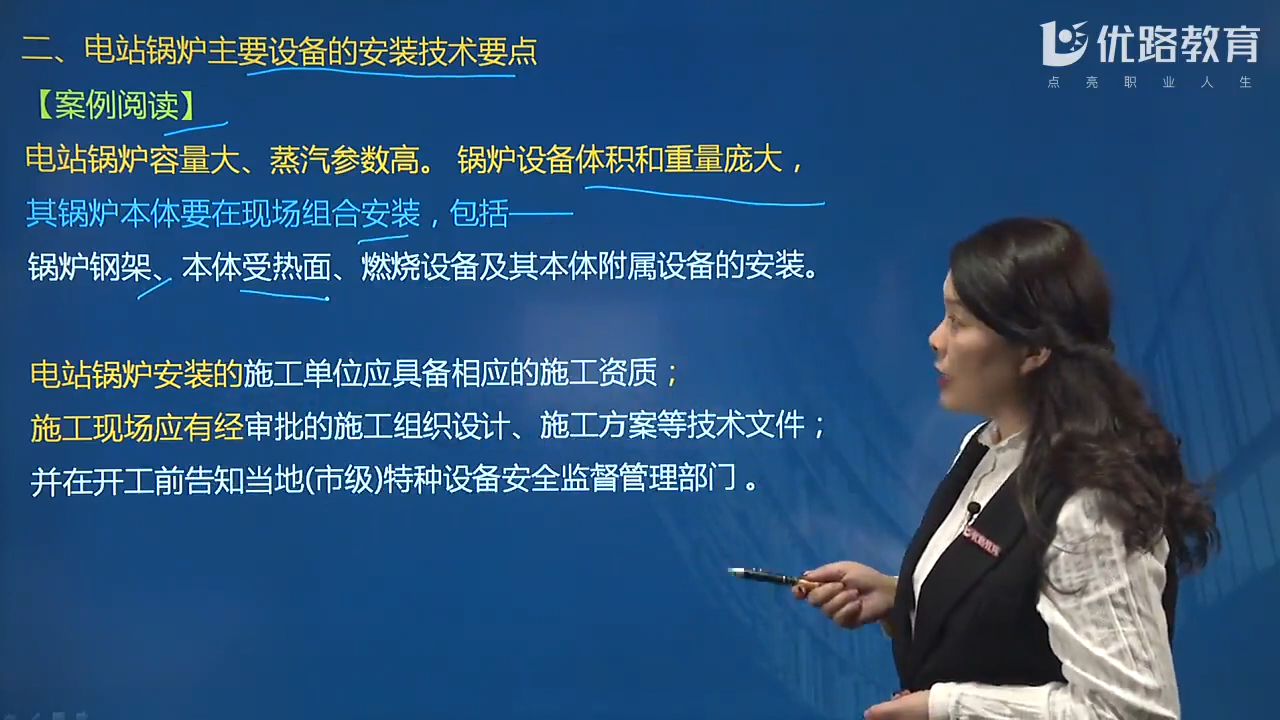 二、电站锅炉主要设备的安装技术要点
【案例阅读】
电站锅炉容量大、蒸汽参数高。 锅炉设备体积和重量庞大，
其锅炉本体要在现场组合安装，包括——
锅炉钢架、本体受热面、燃烧设备及其本体附属设备的安装。
电站锅炉安装的施工单位应具备相应的施工资质；
施工现场应有经审批的施工组织设计、施工方案等技术文件；
并在开工前告知当地(市级)特种设备安全监督管理部门 。
优路教育
点亮职业人生
优路教育